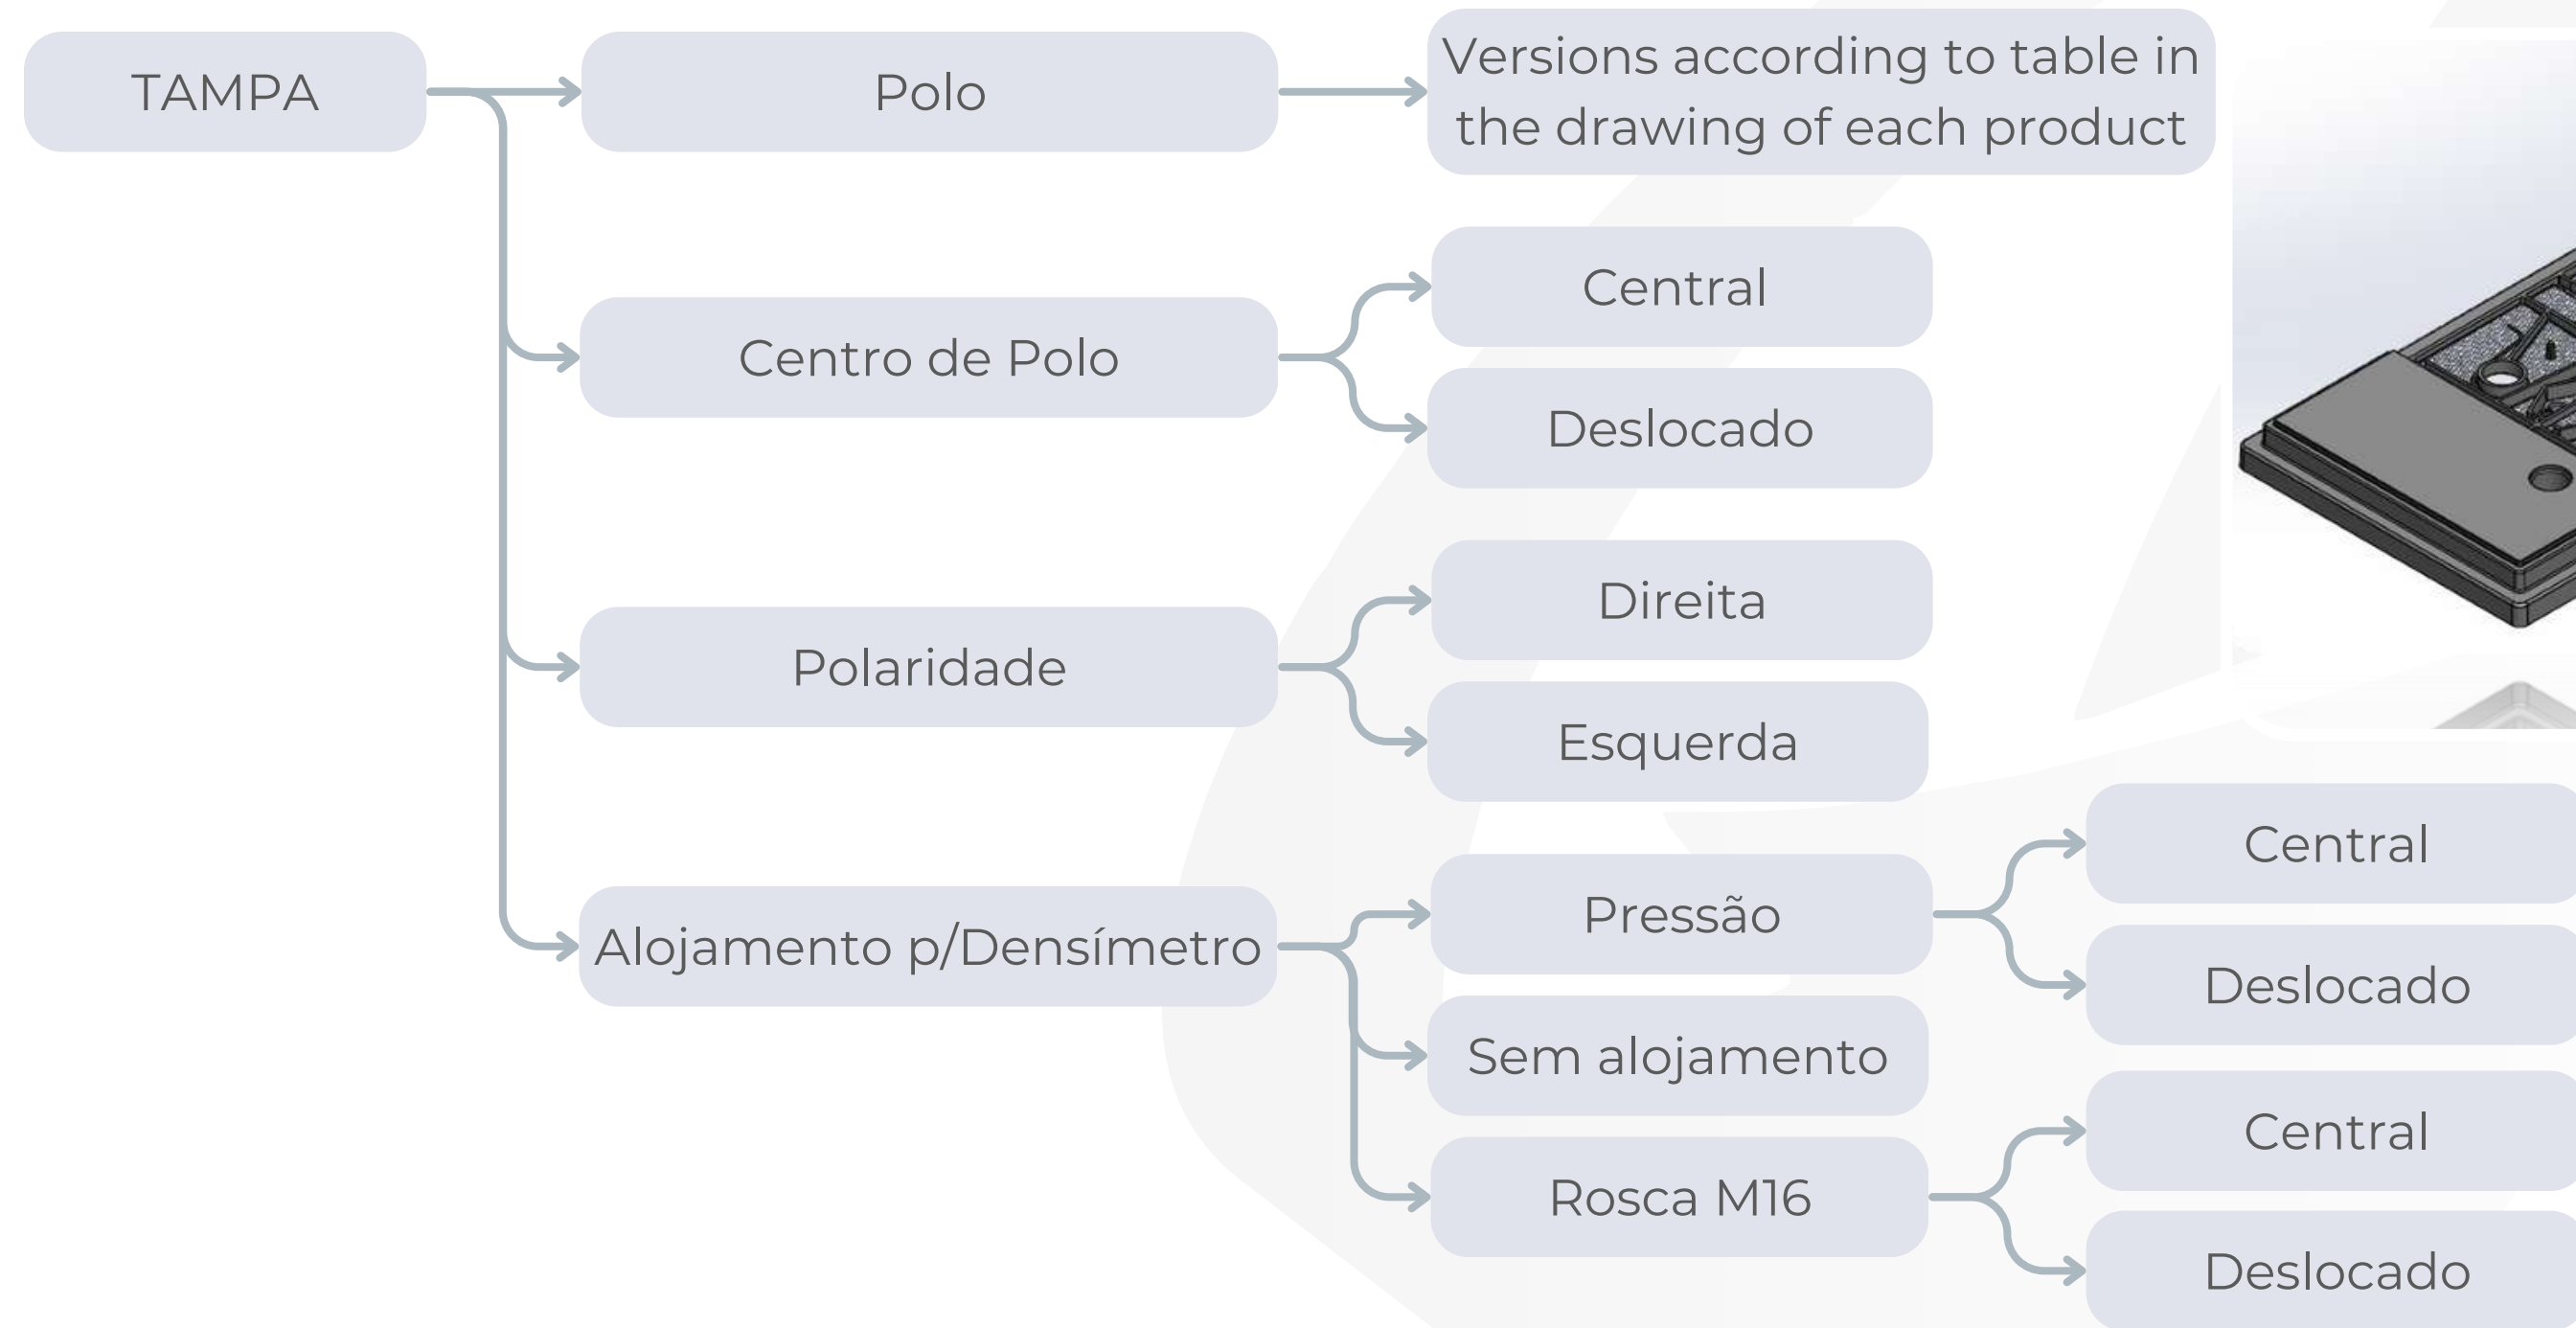 TAMPA
Polo
Versions according to table in
the drawing of each product
Centro de Polo
Central
Deslocado
Polaridade
Direita
Esquerda
Alojamento p/Densímetro
Pressão
Central
Deslocado
Sem alojamento
Rosca M16
Central
Deslocado